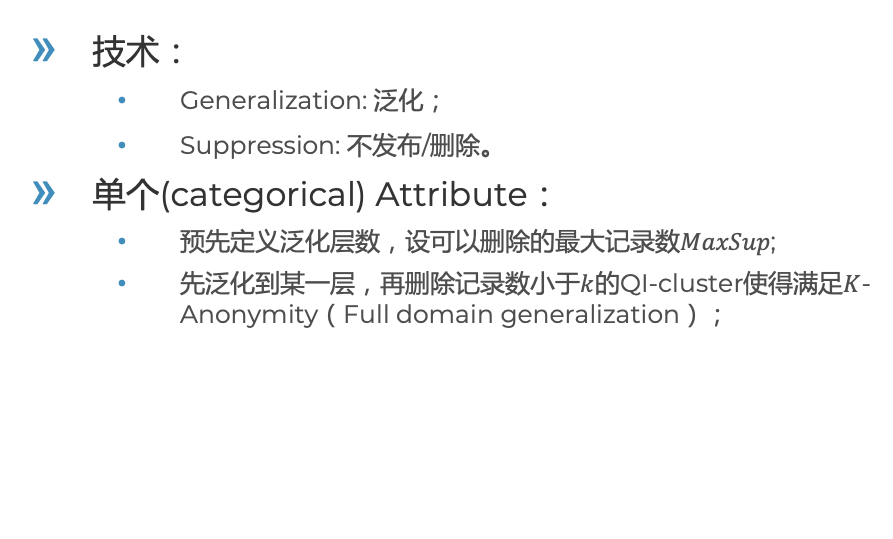 » 技术：
• Generalization: 泛化；
• Suppression: 不发布/删除。
» 单个(categorical) Attribute：
• 预先定义泛化层数，设可以删除的最大记录数MaxSup;
• 先泛化到某一层，再删除记录数小于k的QI-cluster使得满足K-
Anonymity（Full domain generalization）；